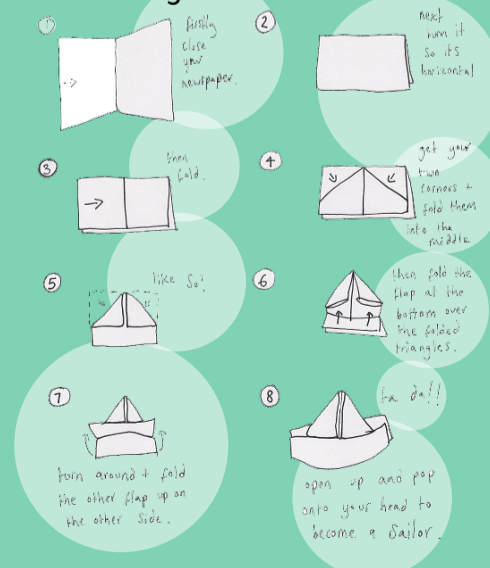 1
firstly
close
your
newspaper.
2
next
turn it
so its
horizontal
3
then
fold.
4
get your
two
corners +
fold them
into the
middle
5
like so:
6
then fold the
flap at the
bottom over
the folded
triangles.
7
turn around + fold
the other flap up on
the other side.
8
ta da!!
open up and pop
onto your head to
become a sailor.